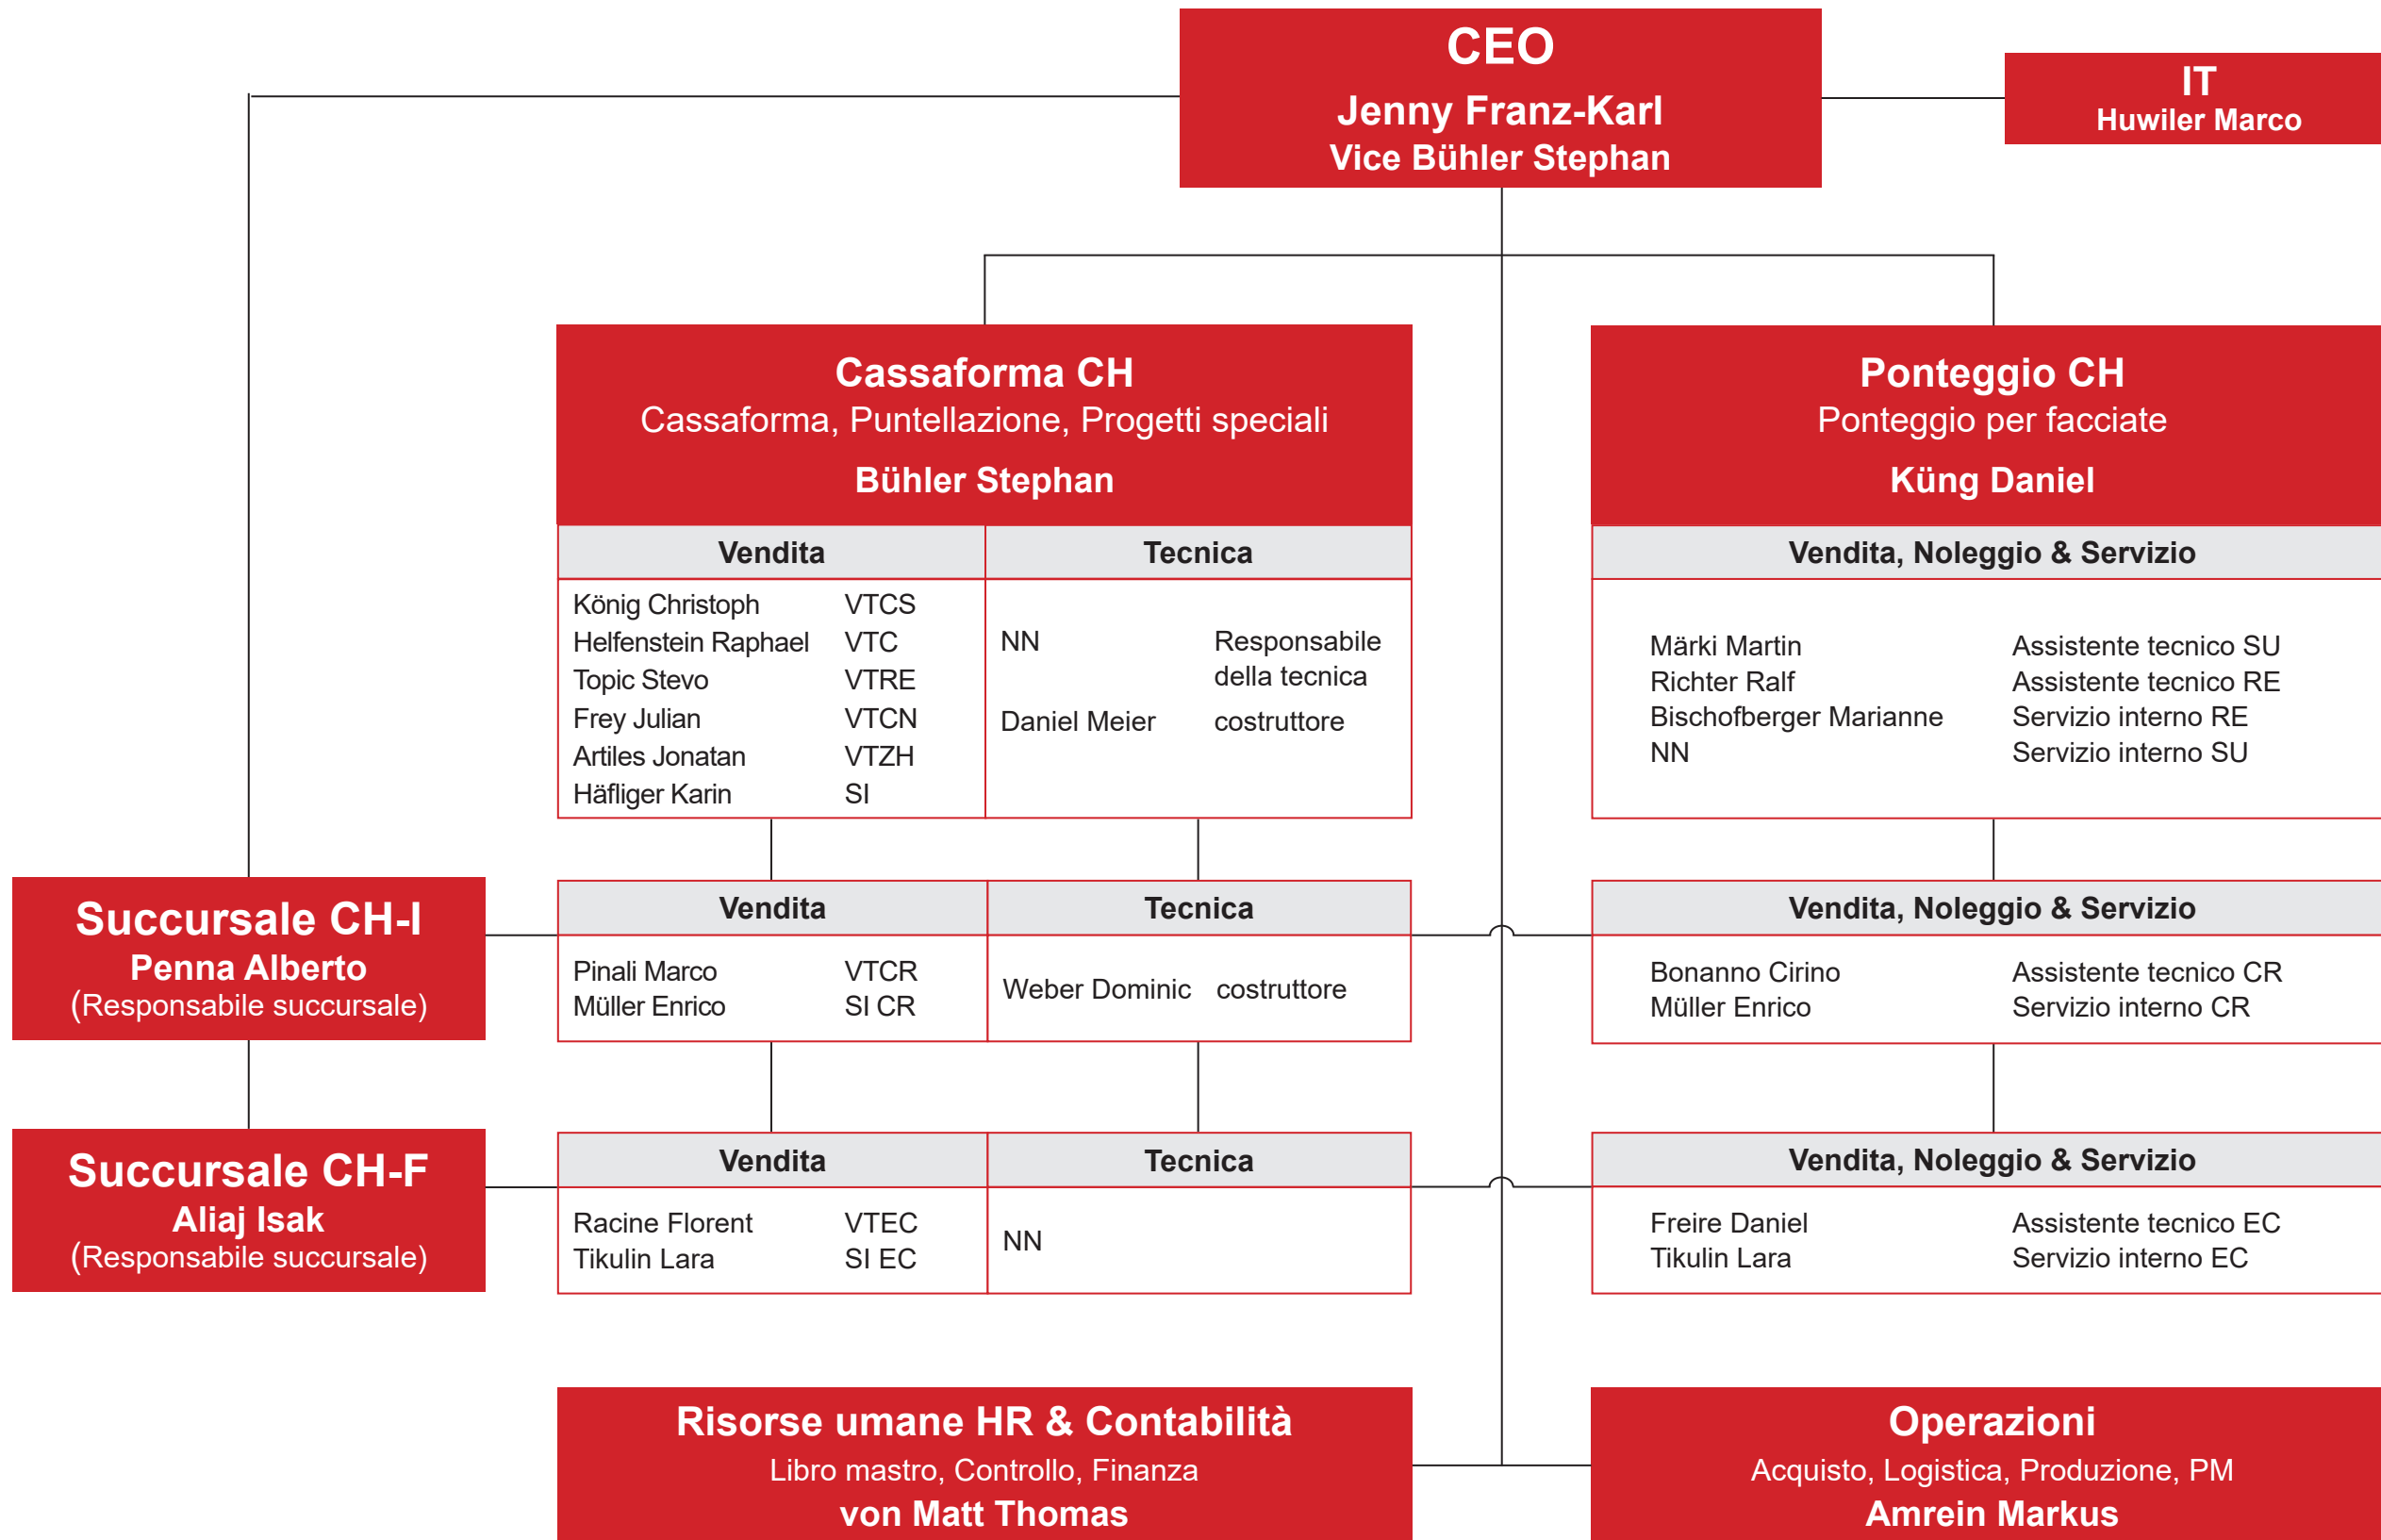 CEO
Jenny Franz-Karl
Vice Bühler Stephan
IT
Huwiler Marco
Cassaforma CH
Cassaforma, Puntellazione, Progetti speciali
Bühler Stephan
Vendita
Tecnica
König Christoph VTCS
Helfenstein Raphael VTC
Topic Stevo VTRE
Frey Julian VTCN
Artiles Jonatan VTZH
Häfliger Karin SI
NN Responsabile
della tecnica
Daniel Meier costruttore
Ponteggio CH
Ponteggio per facciate
Küng Daniel
Vendita, Noleggio & Servizio
Märki Martin Assistente tecnico SU
Richter Ralf Assistente tecnico RE
Bischofberger Marianne Servizio interno RE
NN Servizio interno SU
Succursale CH-I
Penna Alberto
(Responsabile succursale)
Vendita
Tecnica
Pinali Marco VTCR
Müller Enrico SI CR
Weber Dominic costruttore
Vendita, Noleggio & Servizio
Bonanno Cirino Assistente tecnico CR
Müller Enrico Servizio interno CR
Succursale CH-F
Aliaj Isak
(Responsabile succursale)
Vendita
Tecnica
Racine Florent VTEC
Tikulin Lara SI EC
NN
Vendita, Noleggio & Servizio
Freire Daniel Assistente tecnico EC
Tikulin Lara Servizio interno EC
Risorse umane HR & Contabilità
Libro mastro, Controllo, Finanza
von Matt Thomas
Operazioni
Acquisto, Logistica, Produzione, PM
Amrein Markus